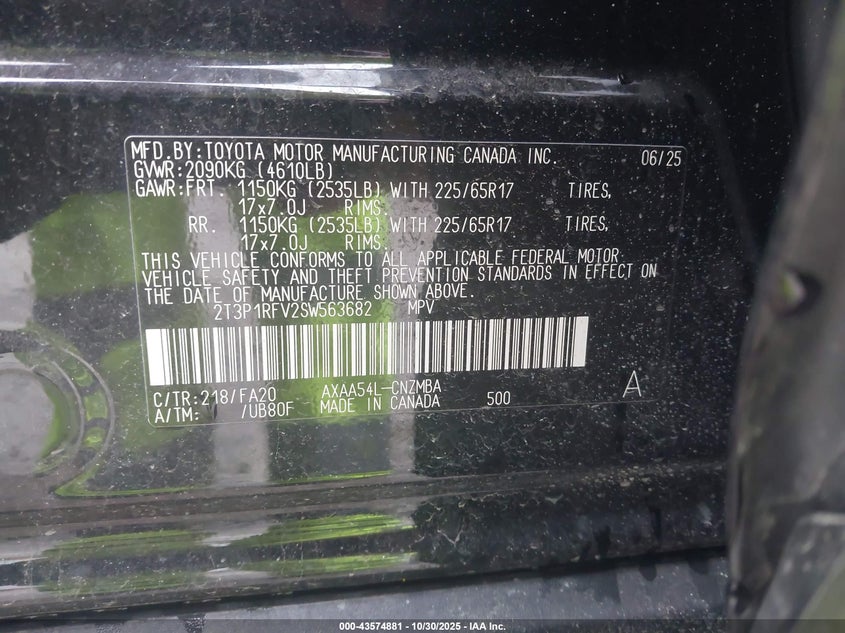 MFD.BY:TOYOTA MOTOR MANUFACTURING CANADA INC. 06/25
GVWR:2090KG (4610LB)
GAWR:FRT. 1150KG (2535LB) WITH 225/65R17 TIRES,
17x7.0J RIMS.
RR. 1150KG (2535LB) WITH 225/65R17 TIRES,
17x7.0J RIMS.
THIS VEHICLE CONFORMS TO ALL APPLICABLE FEDERAL MOTOR
VEHICLE SAFETY AND THEFT PREVENTION STANDARDS IN EFFECT ON
THE DATE OF MANUFACTURE SHOWN ABOVE.
2T3P1RFV2SW563682 MPV
C/TR:218/FA20 AXAA54L-CNZMBA
A/TM: /UB80F MADE IN CANADA 500 A
000-43574881 - 10/30/2025 - IAA Inc.